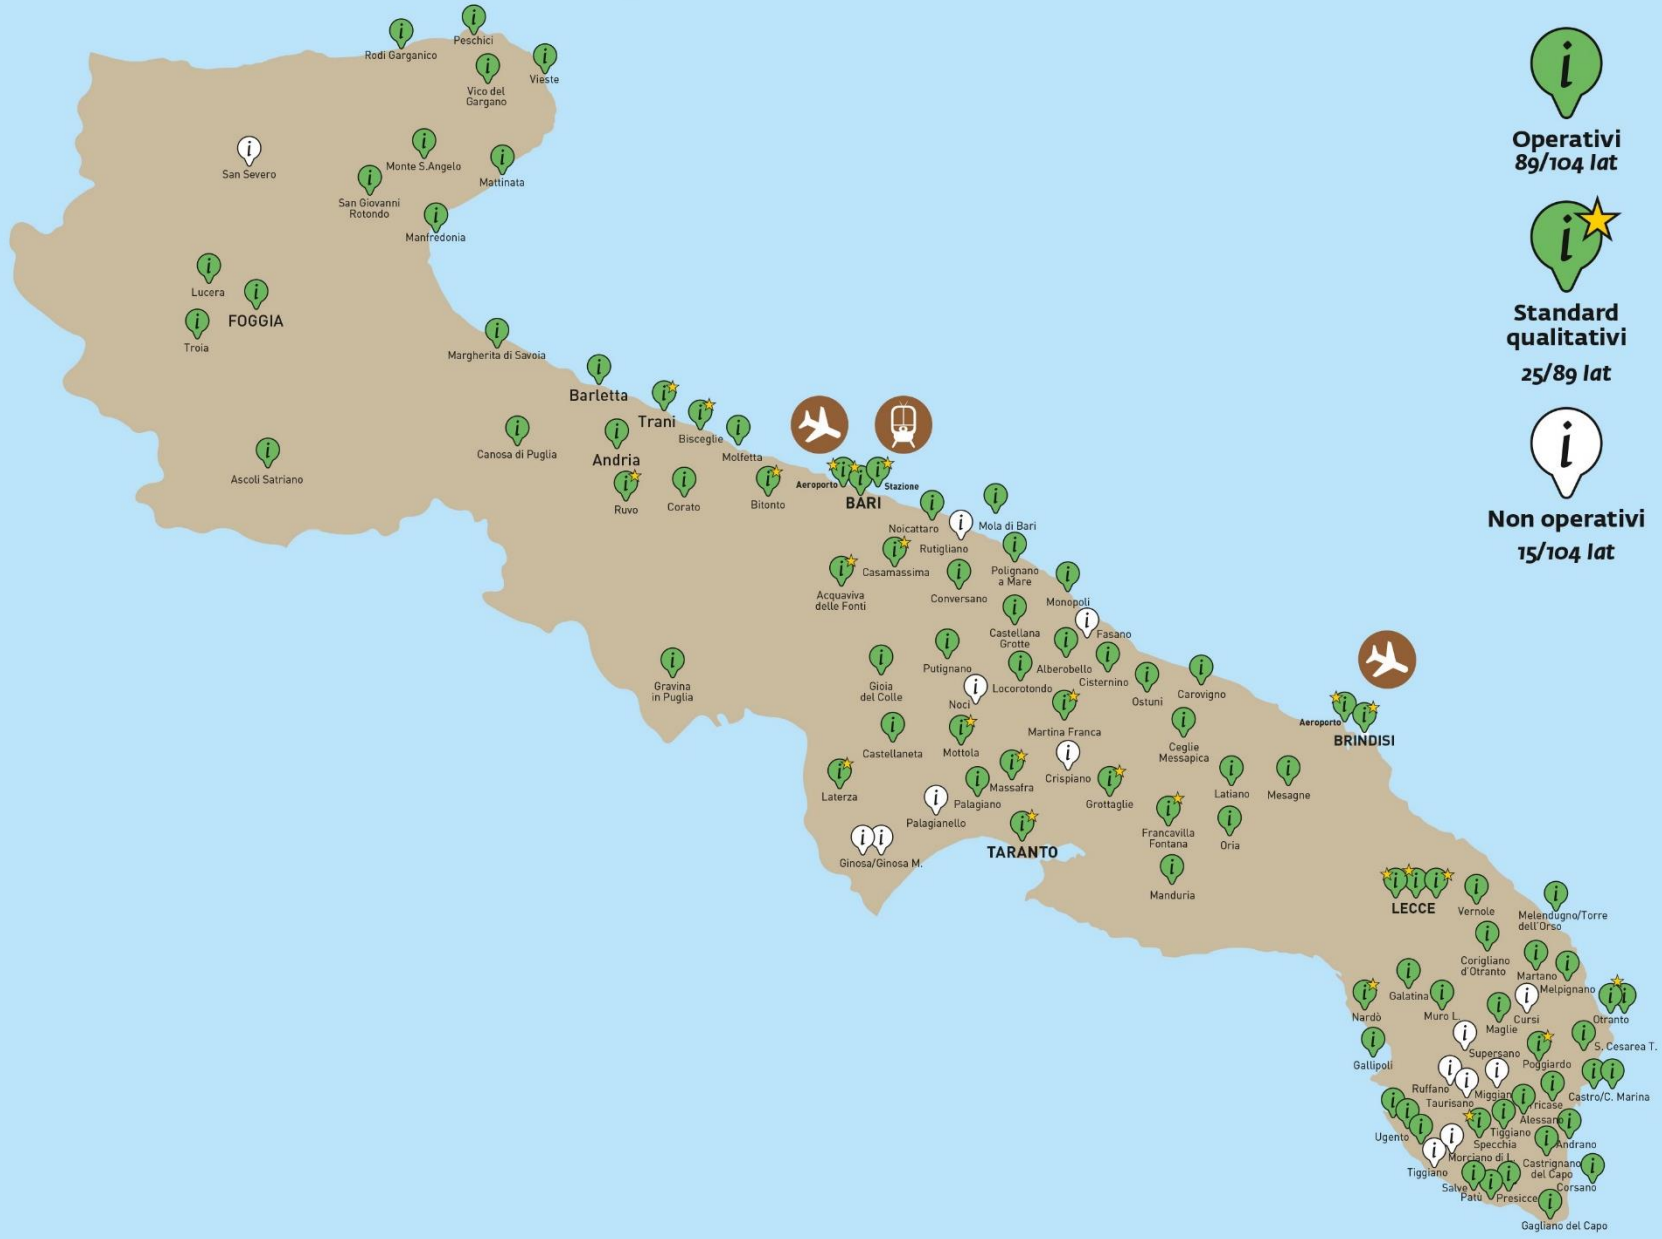 Rodi Garganico
Peschici
Vieste
Vico del
Gargano
San Severo
Monte S.Angelo
Mattinata
San Giovanni
Rotondo
Manfredonia
Lucera
FOGGIA
Troia
Margherita di Savoia
Barletta
Trani
Bisceglie
Molfetta
Canosa di Puglia
Andria
Ascoli Satriano
Ruvo
Corato
Bitonto
Aeroporto
Stazione
BARI
Noicattaro
Mola di Bari
Rutigliano
Casamassima
Polignano
a Mare
Acquaviva
delle Fonti
Conversano
Monopoli
Castellana
Grotte
Fasano
Putignano
Alberobello
Cisternino
Gravina
in Puglia
Gioia
del Colle
Locorotondo
Noci
Ostuni
Carovigno
Castellaneta
Mottola
Martina Franca
Ceglie
Messapica
Aeroporto
BRINDISI
Laterza
Massafra
Crispiano
Palagiano
Grottaglie
Latiano
Mesagne
Palagianello
Francavilla
Fontana
Oria
Ginosa/Ginosa M.
TARANTO
Manduria
LECCE
Vernole
Melendugno/Torre
dell'Orso
Corigliano
d'Otranto
Martano
Melpignano
Galatina
Nardò
Muro L.
Maglie
Cursi
Otranto
Supersano
Poggiardo
S. Cesarea T.
Gallipoli
Ruffano
Taurisano
Miggian
Tricase
Castro/C. Marina
Alessano
Ugento
Tiggiano
Specchia
Andrano
Tiggiano
Morciano di L.
Castrignano
del Capo
Corsano
Salve
Patù
Presicce
Gagliano del Capo
Operativi
89/104 Iat
Standard
qualitativi
25/89 Iat
Non operativi
15/104 Iat